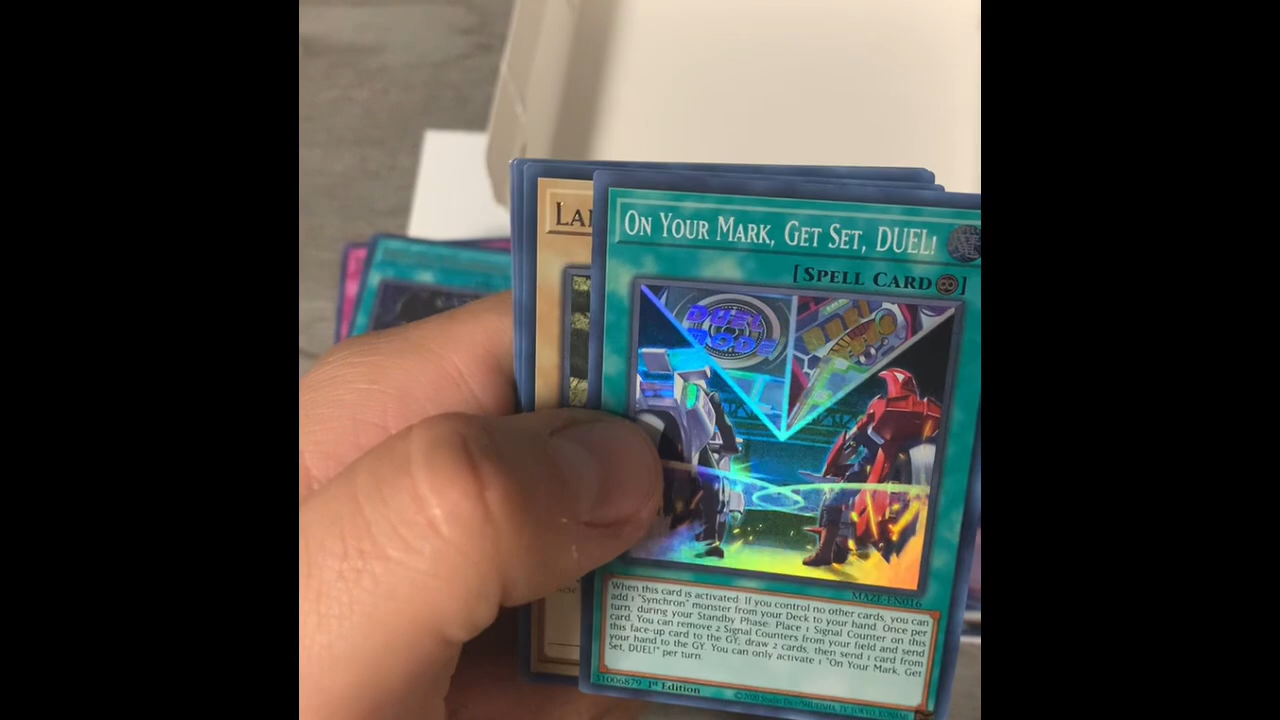 LA
ON YOUR MARK, GET SET, DUEL!
[SPELL CARD]
DUEL
MODE
MAZE-EN016
When this card is activated: If you control no other cards, you can
add 1 "Synchron" monster from your Deck to your hand. Once per
turn, during your Standby Phase: Place 1 Signal Counter on this
card. You can remove 2 Signal Counters from your field and send
this face-up card to the GY; draw 2 cards, then send 1 card from
your hand to the GY. You can only activate 1 "On Your Mark, Get
Set, DUEL!" per turn.
31006879 1st Edition
©2020 Studio Dice/SHUEISHA, TV TOKYO, KONAMI